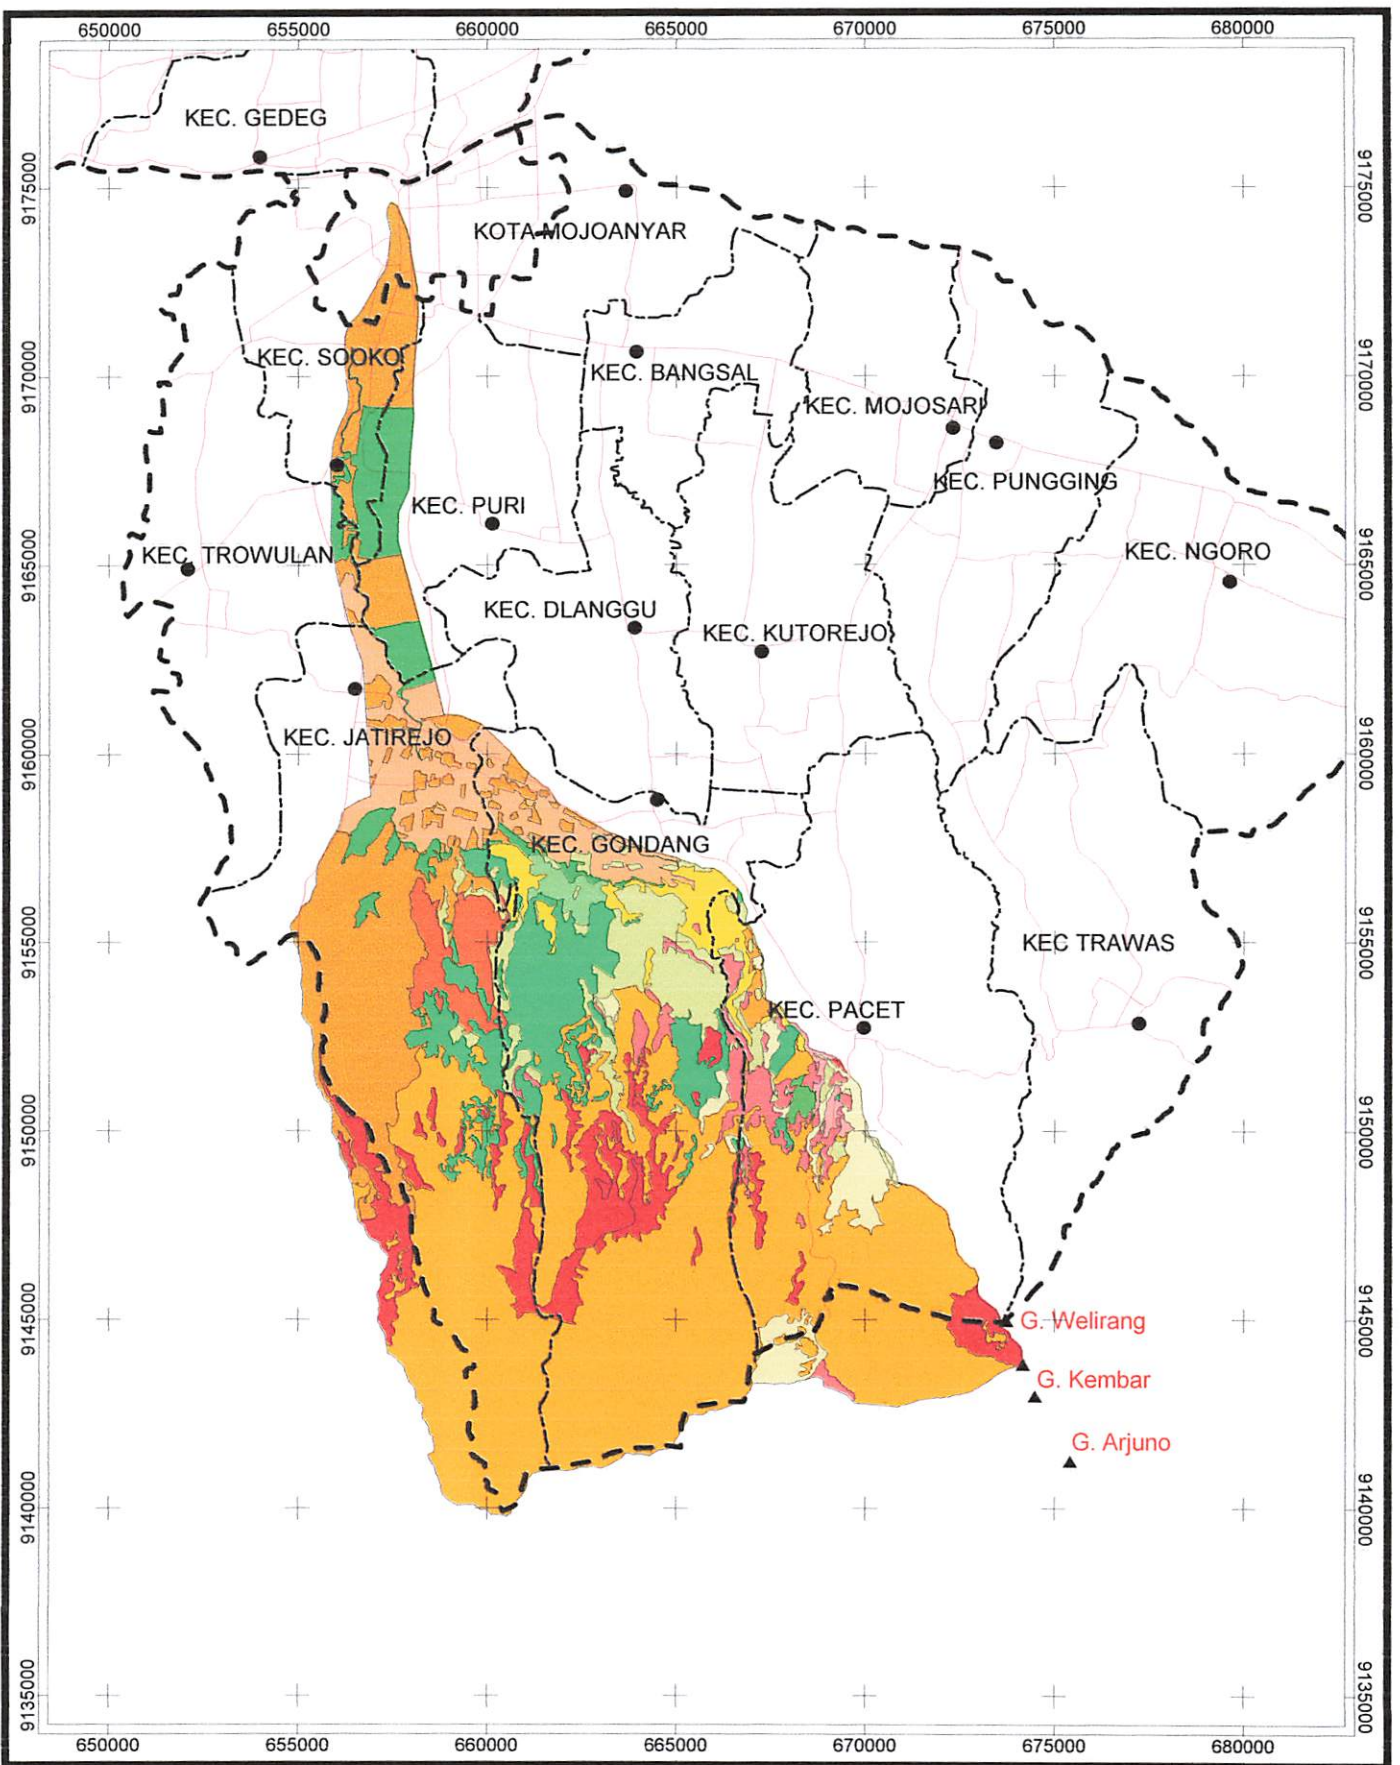 650000 655000 660000 665000 670000 675000 680000
KEC. GEDEG
9175000
9175000
KOTA MOJOANYAR
KEC. SOOKO
KEC. BANGSAL
9170000
9170000
KEC. MOJOSARI
KEC. PUNGGING
KEC. PURI
KEC. TROWULAN
KEC. NGORO
9165000
9165000
KEC. DLANGGU
KEC. KUTOREJO
KEC. JATIREJO
9160000
9160000
KEC. GONDANG
9155000
KEC TRAWAS
9155000
KEC. PACET
9150000
9150000
G. Welirang
9145000
9145000
G. Kembar
G. Arjuno
9140000
9140000
9135000
9135000
650000 655000 660000 665000 670000 675000 680000